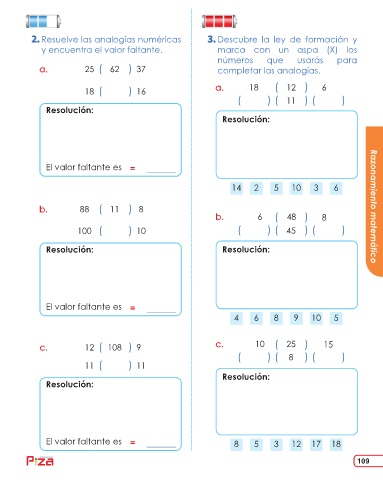 2. Resuelve las analogías numéricas
y encuentra el valor faltante.
a. 25 ( 62 ) 37
18 ( ) 16
Resolución:
El valor faltante es = ______
b. 88 ( 11 ) 8
100 ( ) 10
Resolución:
El valor faltante es = ______
c. 12 ( 108 ) 9
11 ( ) 11
Resolución:
El valor faltante es = ______
3. Descubre la ley de formación y
marca con un aspa (X) los
números que usarás para
completar las analogías.
a. 18 ( 12 ) 6
( ) ( 11 ) ( )
Resolución:
14 2 5 10 3 6
b. 6 ( 48 ) 8
( ) ( 45 ) ( )
Resolución:
4 6 8 9 10 5
c. 10 ( 25 ) 15
( ) ( 8 ) ( )
Resolución:
8 5 3 12 17 18
Razonamiento matemático
Piza
109